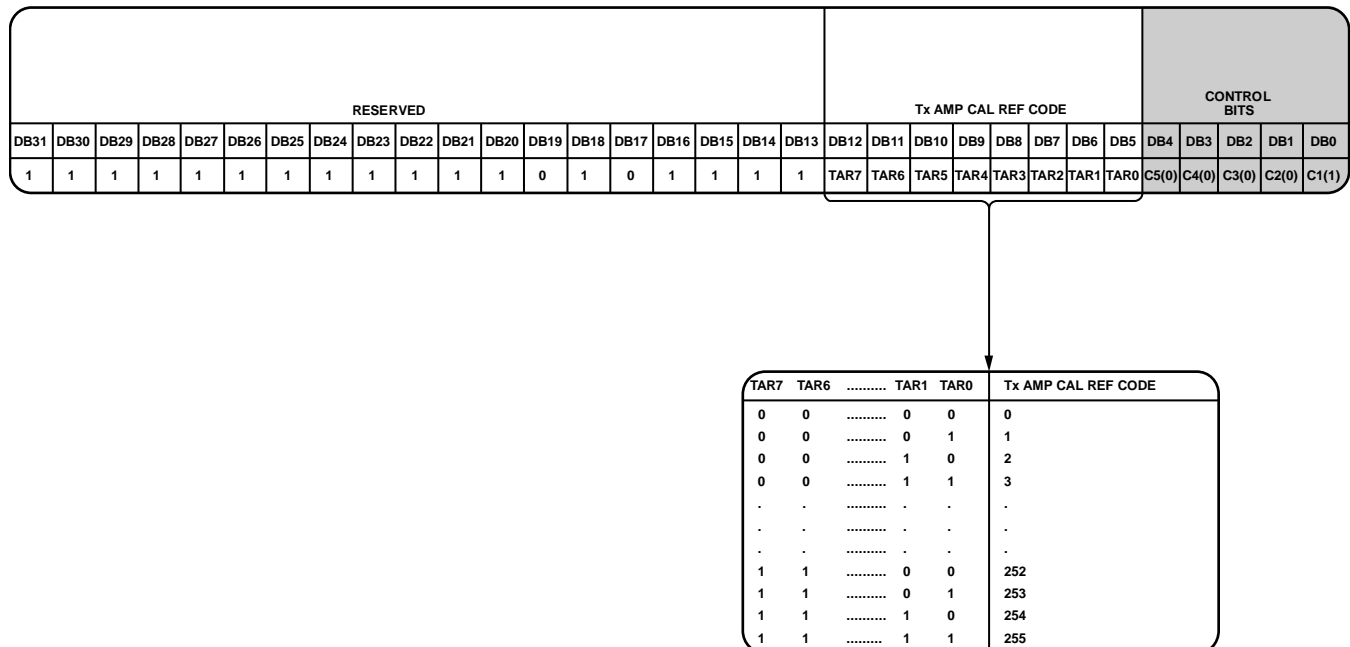 RESERVED Tx AMP CAL REF CODE CONTROL
BITS
DB31 DB30 DB29 DB28 DB27 DB26 DB25 DB24 DB23 DB22 DB21 DB20 DB19 DB18 DB17 DB16 DB15 DB14 DB13 DB12 DB11 DB10 DB9 DB8 DB7 DB6 DB5 DB4 DB3 DB2 DB1 DB0
1 1 1 1 1 1 1 1 1 1 1 1 0 1 0 1 1 1 1 TAR7 TAR6 TAR5 TAR4 TAR3 TAR2 TAR1 TAR0 C5(0) C4(0) C3(0) C2(0) C1(1)
TAR7 TAR6 .......... TAR1 TAR0 Tx AMP CAL REF CODE
0 0 .......... 0 0 0
0 0 .......... 0 1 1
0 0 .......... 1 0 2
0 0 .......... 1 1 3
. . .......... . . .
. . .......... . . .
. . .......... . . .
1 1 .......... 0 0 252
1 1 .......... 0 1 253
1 1 .......... 1 0 254
1 1 ......... 1 1 255